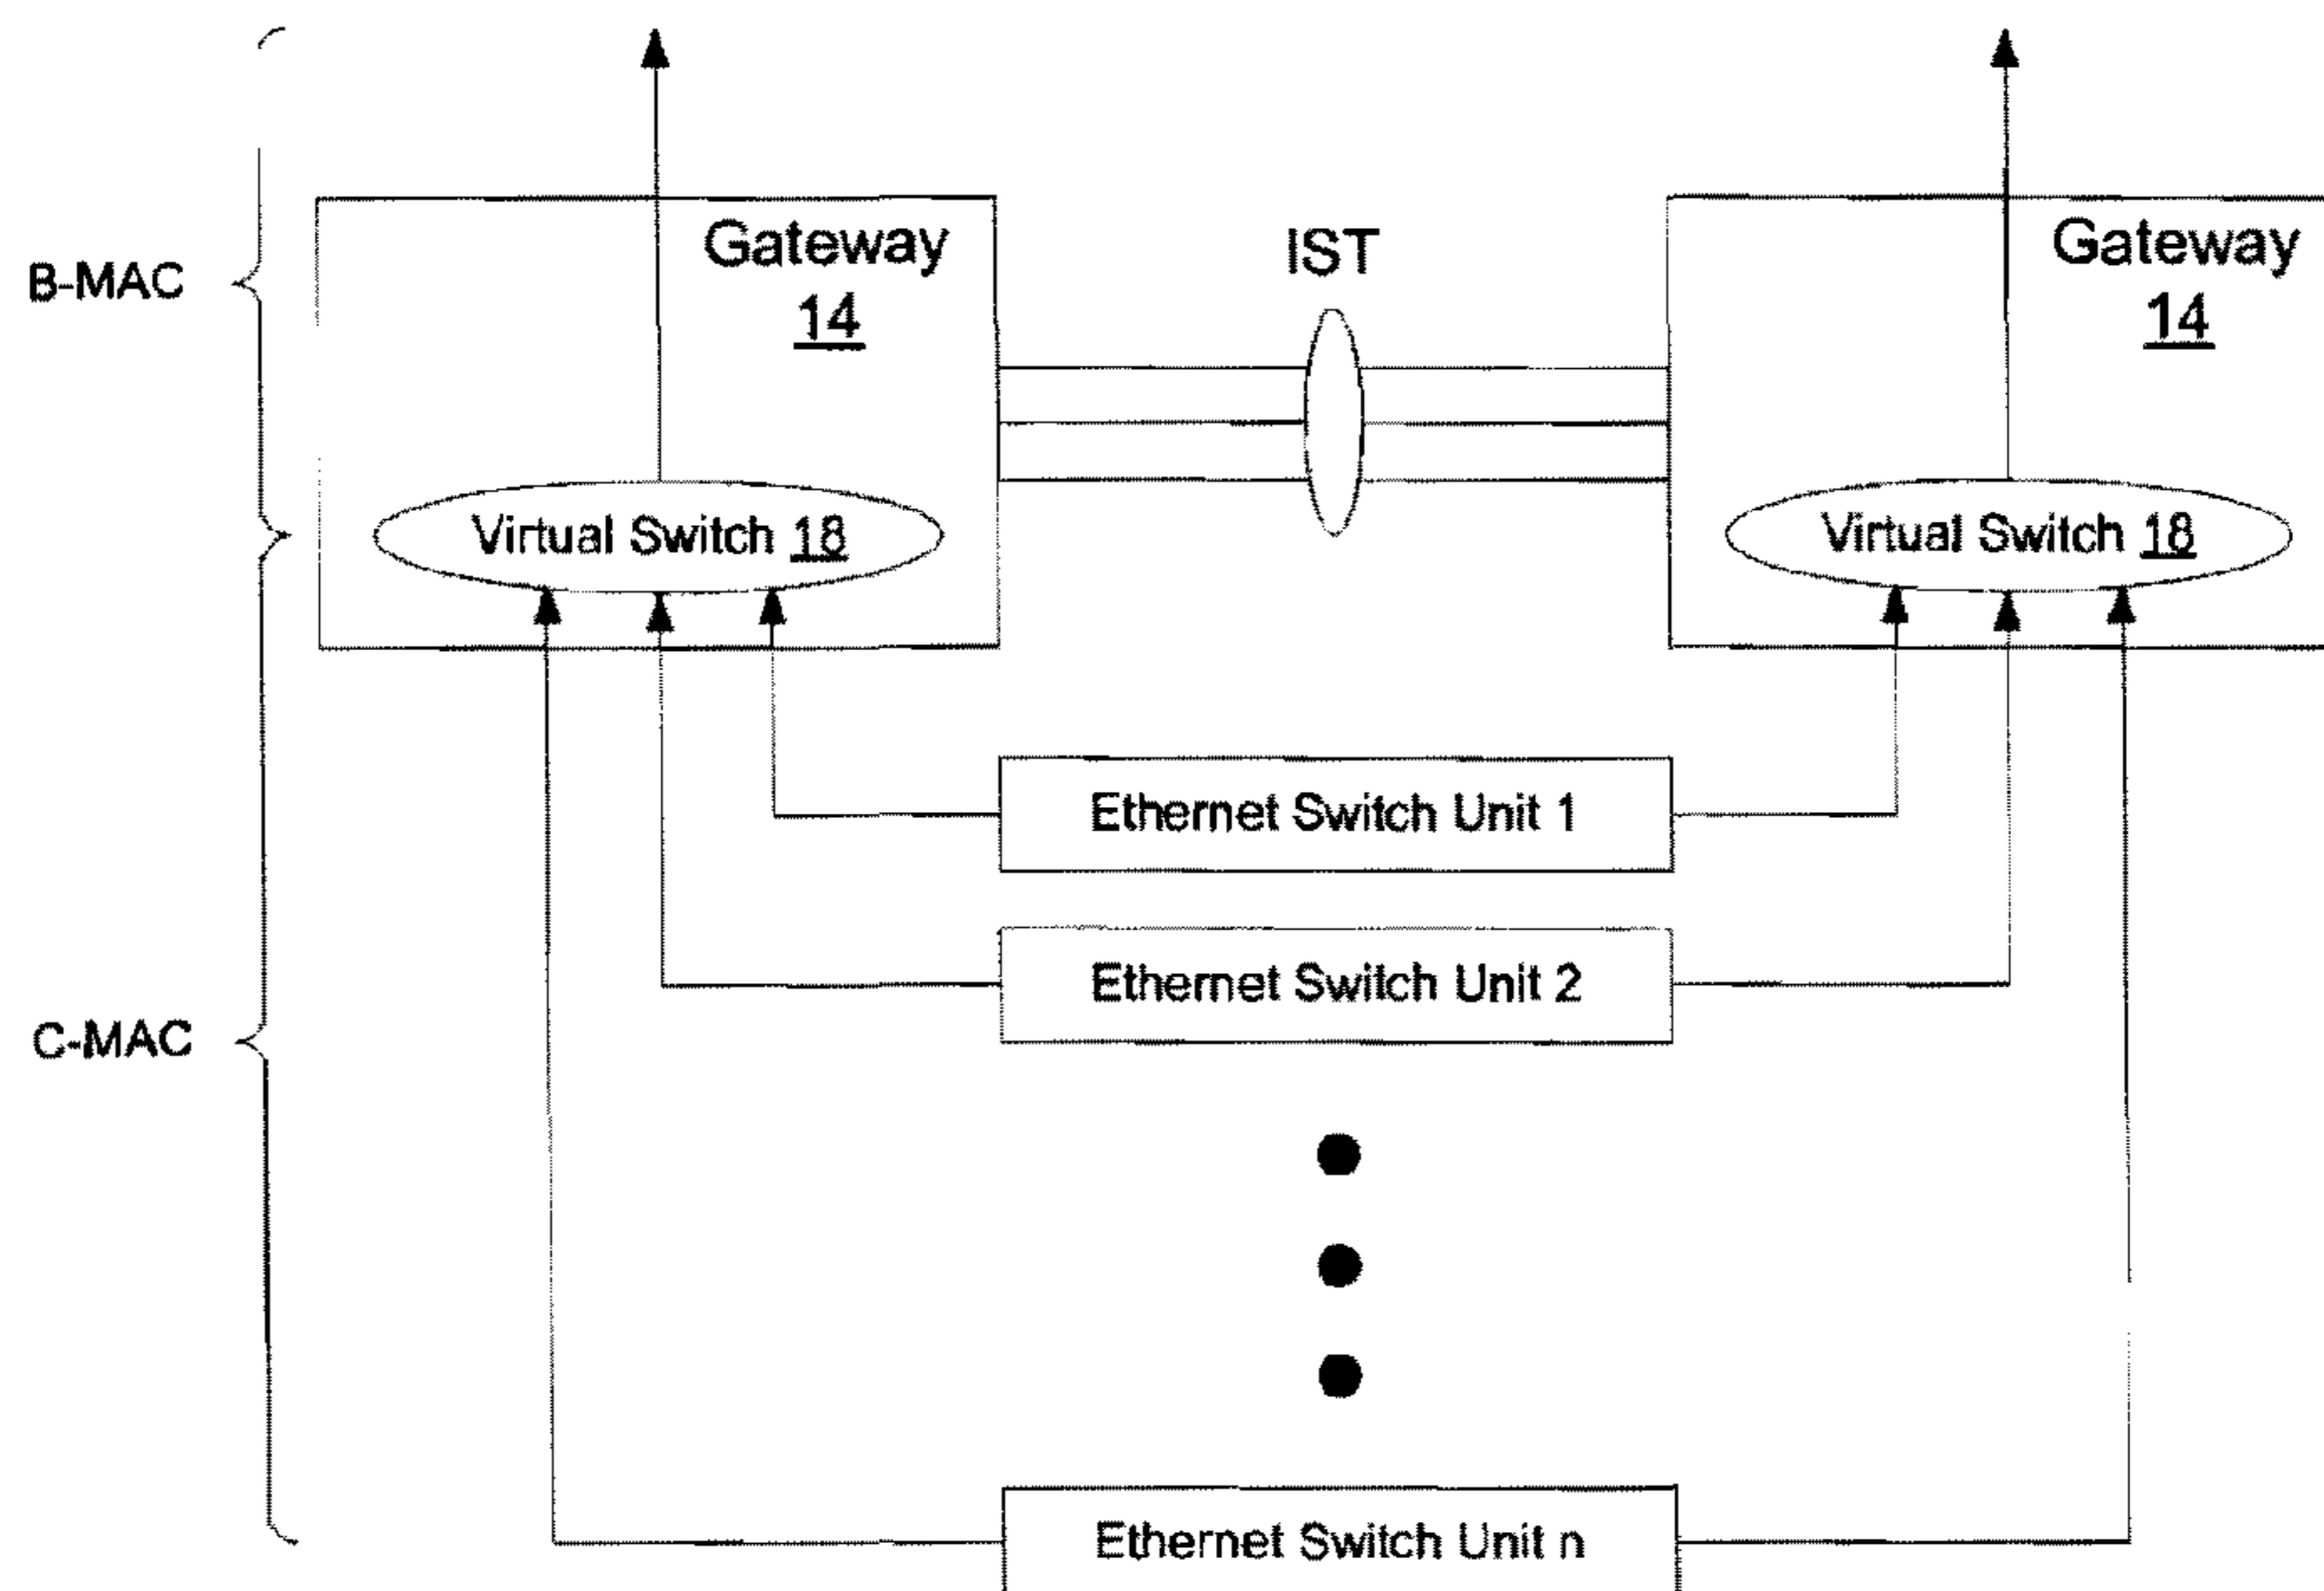 Gateway
14
IST
Gateway
14
B-MAC
Virtual Switch 18
Virtual Switch 18
Ethernet Switch Unit 1
Ethernet Switch Unit 2
C-MAC
Ethernet Switch Unit n